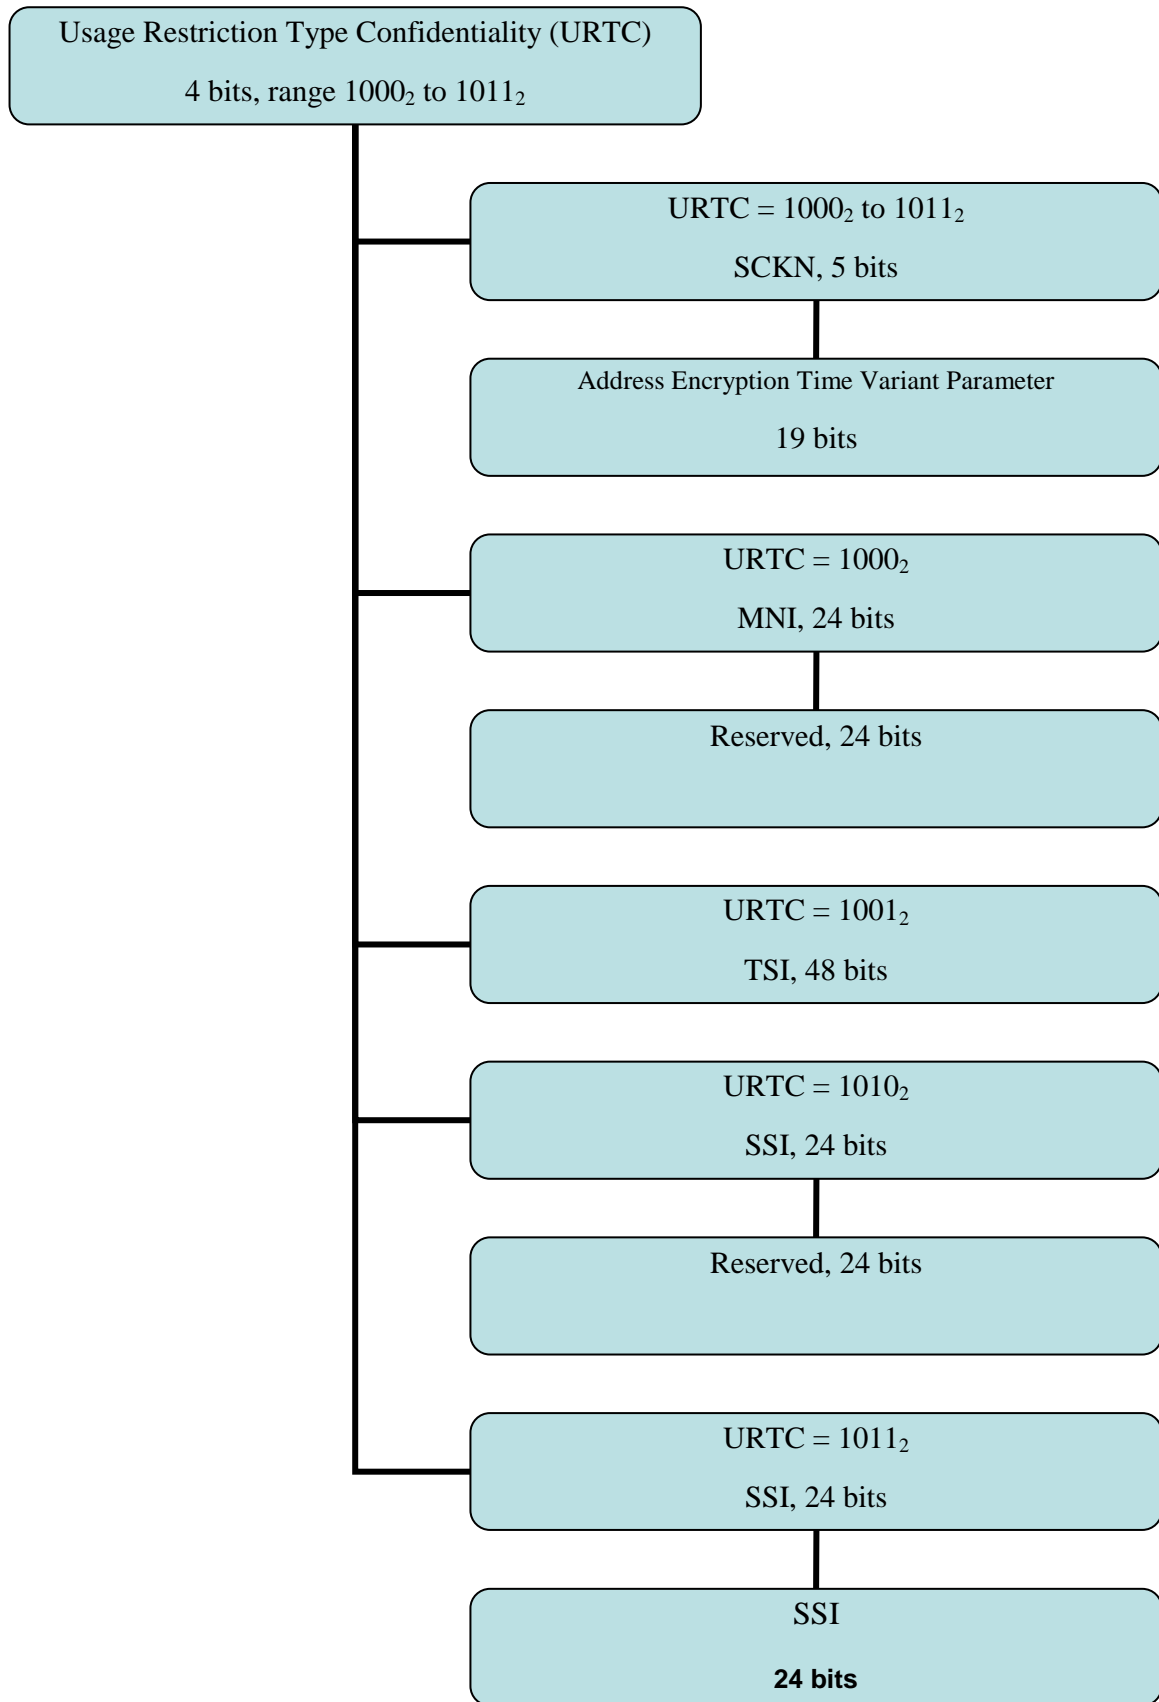 Usage Restriction Type Confidentiality (URTC)
4 bits, range 1000₂ to 1011₂
URTC = 1000₂ to 1011₂
SCKN, 5 bits
Address Encryption Time Variant Parameter
19 bits
URTC = 1000₂
MNI, 24 bits
Reserved, 24 bits
URTC = 1001₂
TSI, 48 bits
URTC = 1010₂
SSI, 24 bits
Reserved, 24 bits
URTC = 1011₂
SSI, 24 bits
SSI
24 bits